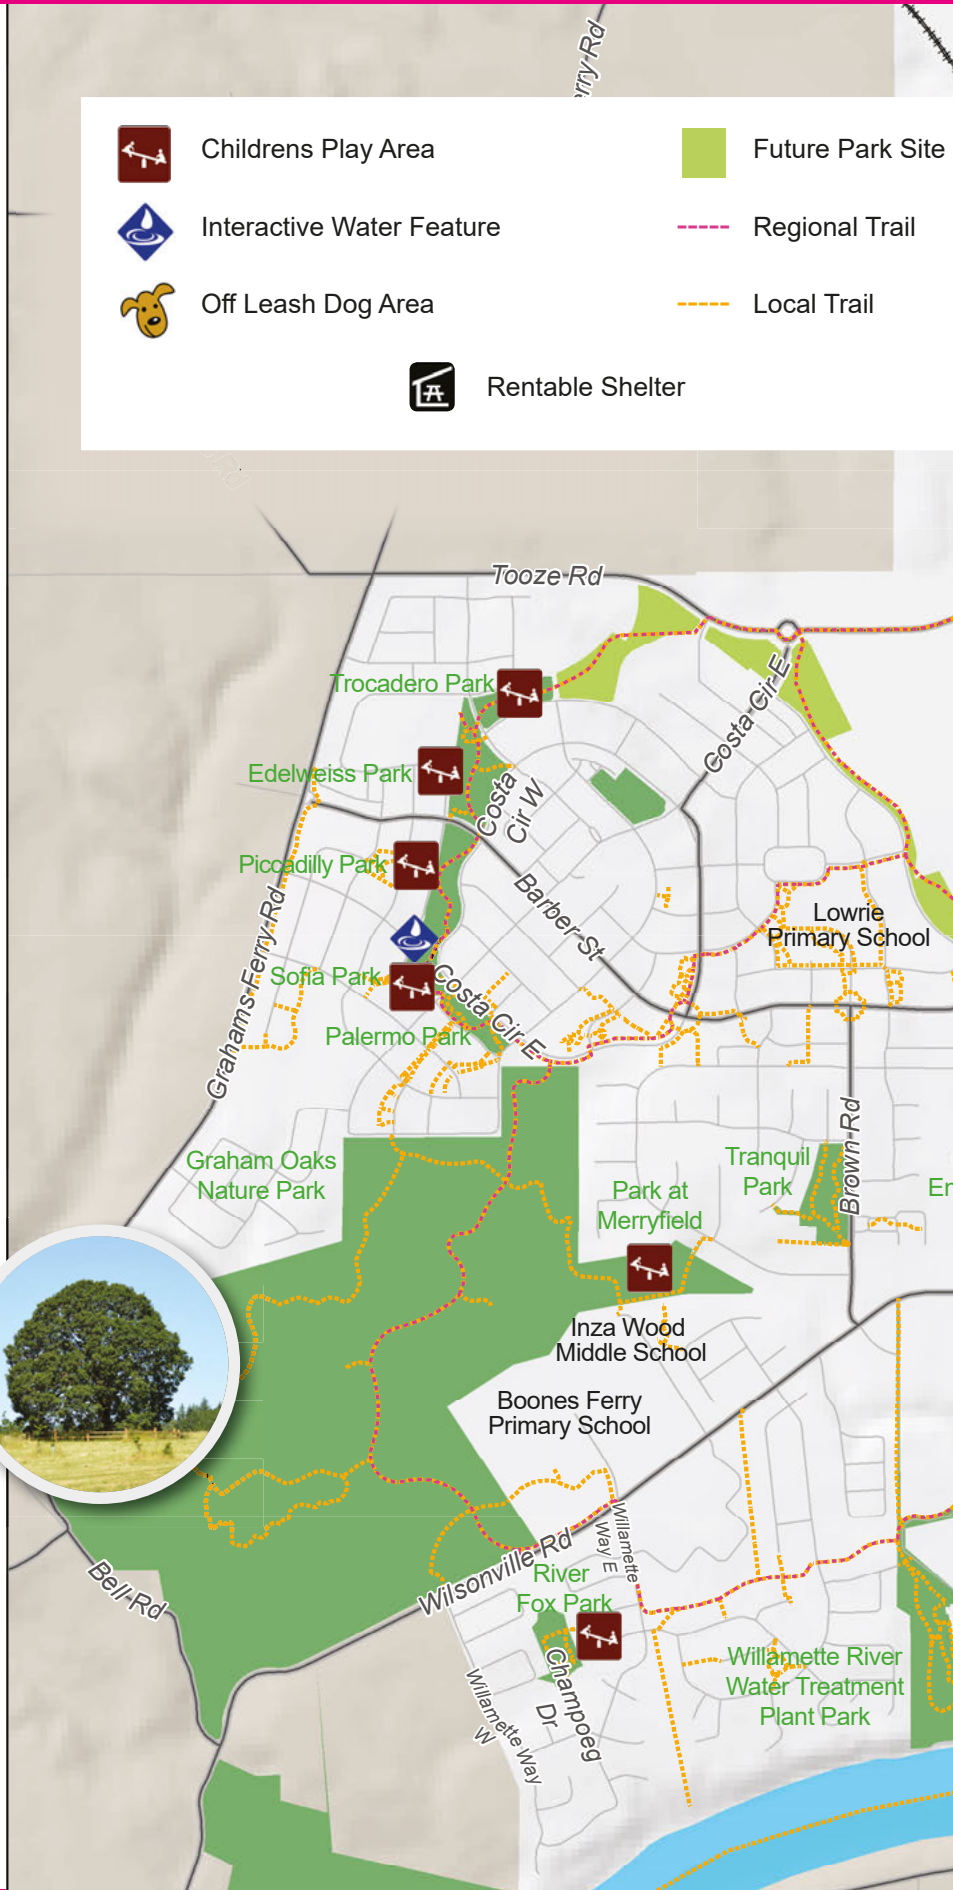 erry Rd
Childrens Play Area
Future Park Site
Interactive Water Feature
Regional Trail
Off Leash Dog Area
Local Trail
Rentable Shelter
Tooze Rd
Trocadero Park
Costa Cir E
Edelweiss Park
Costa
Cir W
Piccadilly Park
Barber St
Lowrie
Primary School
Grahams Ferry Rd
Sofia Park
Costa Cir E
Palermo Park
Brown Rd
Graham Oaks
Nature Park
Tranquil
Park
Park at
Merryfield
Er
Inza Wood
Middle School
Boones Ferry
Primary School
Willamette
Way E
Wilsonville Rd
Bell Rd
River
Fox Park
Champoeg
Dr
Willamette River
Water Treatment
Plant Park
Willamette Way
W